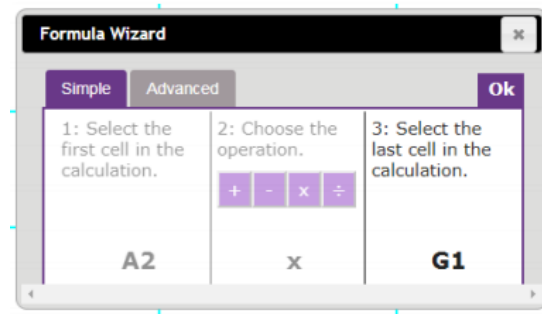 Formula Wizard
×
Simple
Advanced
Ok
1: Select the
first cell in the
calculation.
2: Choose the
operation.
+ - x ÷
3: Select the
last cell in the
calculation.
A2
x
G1